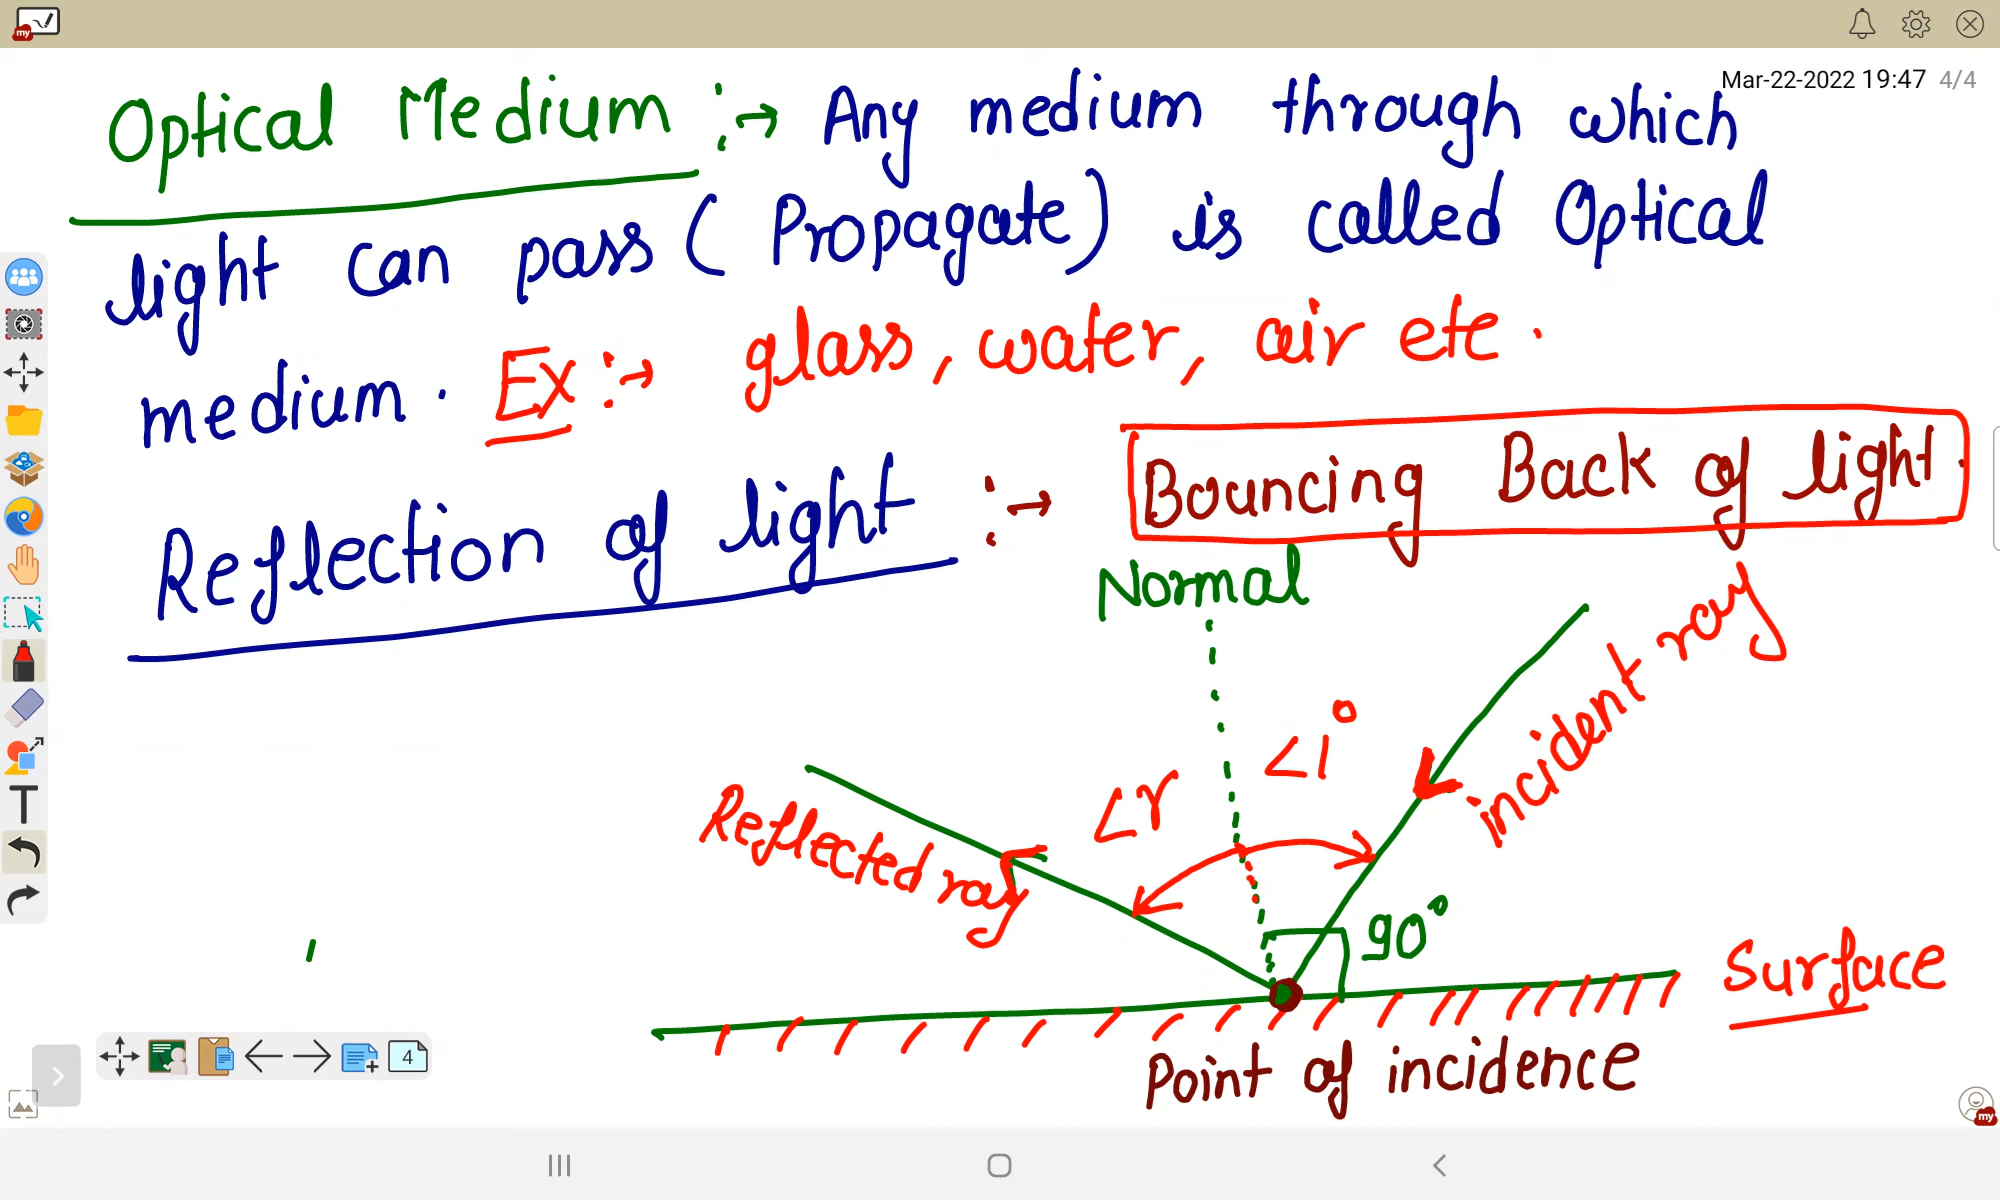 Mar-22-2022 19:47 4/4
Optical Medium :→ Any medium through which
light can pass ( Propagate) is called Optical
medium. Ex :→ glass, water, air etc.
Reflection of light :→ Bouncing Back of light.
Normal
incident ray
∠i°
∠r
Reflected ray
90°
Surface
Point of incidence
4
T
my
my